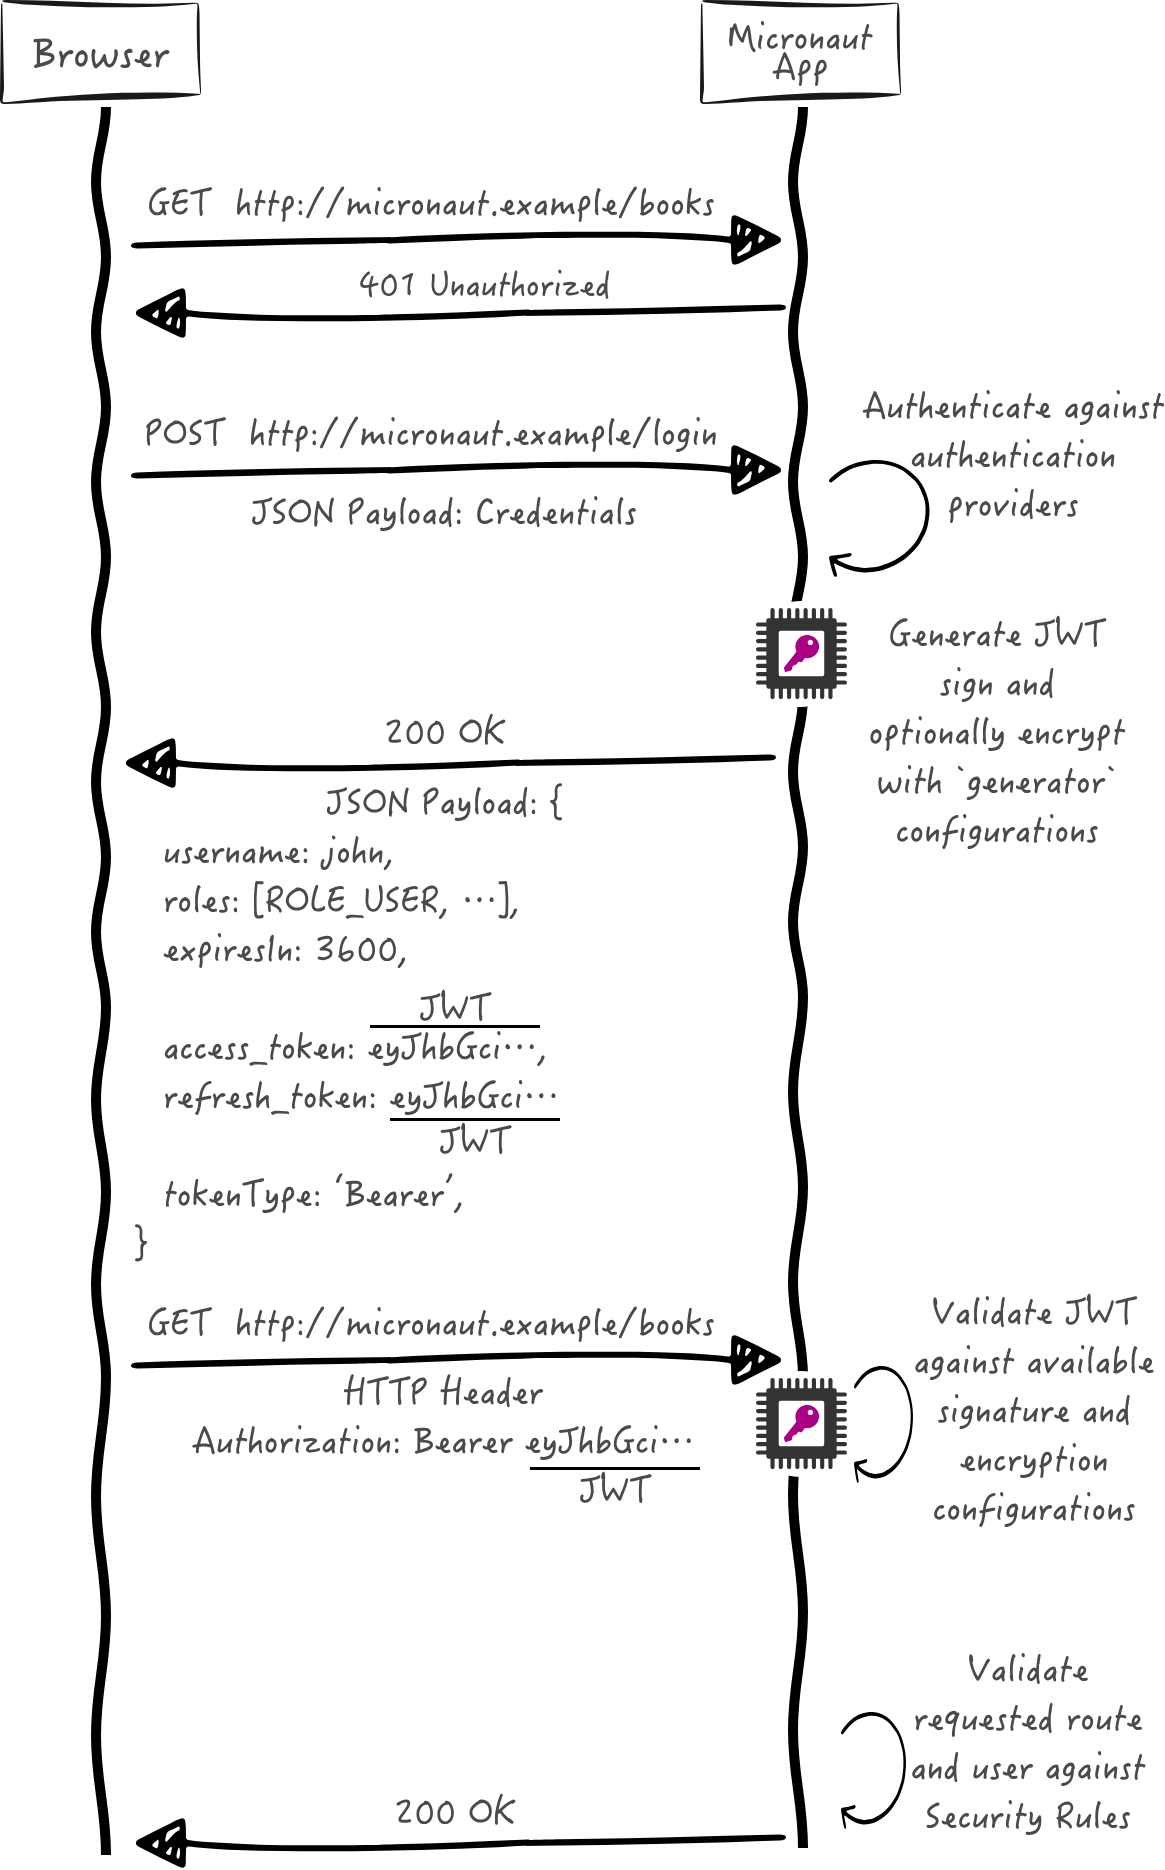 Browser
Micronaut
App
GET http://micronaut.example/books
401 Unauthorized
Authenticate against
authentication
providers
POST http://micronaut.example/login
JSON Payload: Credentials
Generate JWT
sign and
optionally encrypt
with `generator`
configurations
200 OK
JSON Payload: {
username: john,
roles: [ROLE_USER, ...],
expiresIn: 3600,
JWT
access_token: eyJhbGci...,
refresh_token: eyJhbGci...
JWT
tokenType: 'Bearer',
}
GET http://micronaut.example/books
HTTP Header
Authorization: Bearer eyJhbGci...
JWT
Validate JWT
against available
signature and
encryption
configurations
Validate
requested route
and user against
Security Rules
200 OK